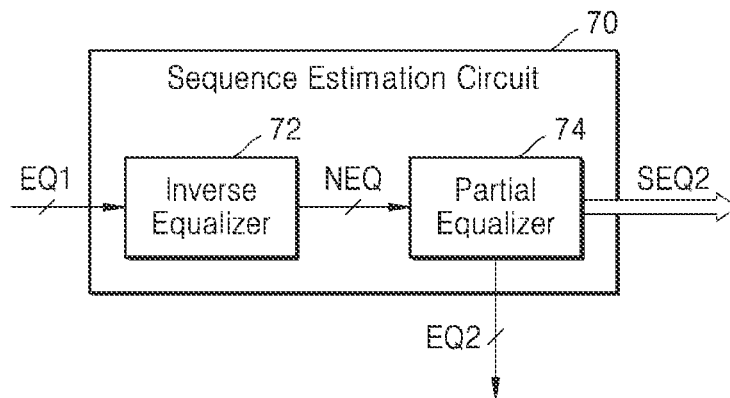 70
Sequence Estimation Circuit
72
74
EQ1
Inverse
Equalizer
NEQ
Partial
Equalizer
SEQ2
EQ2